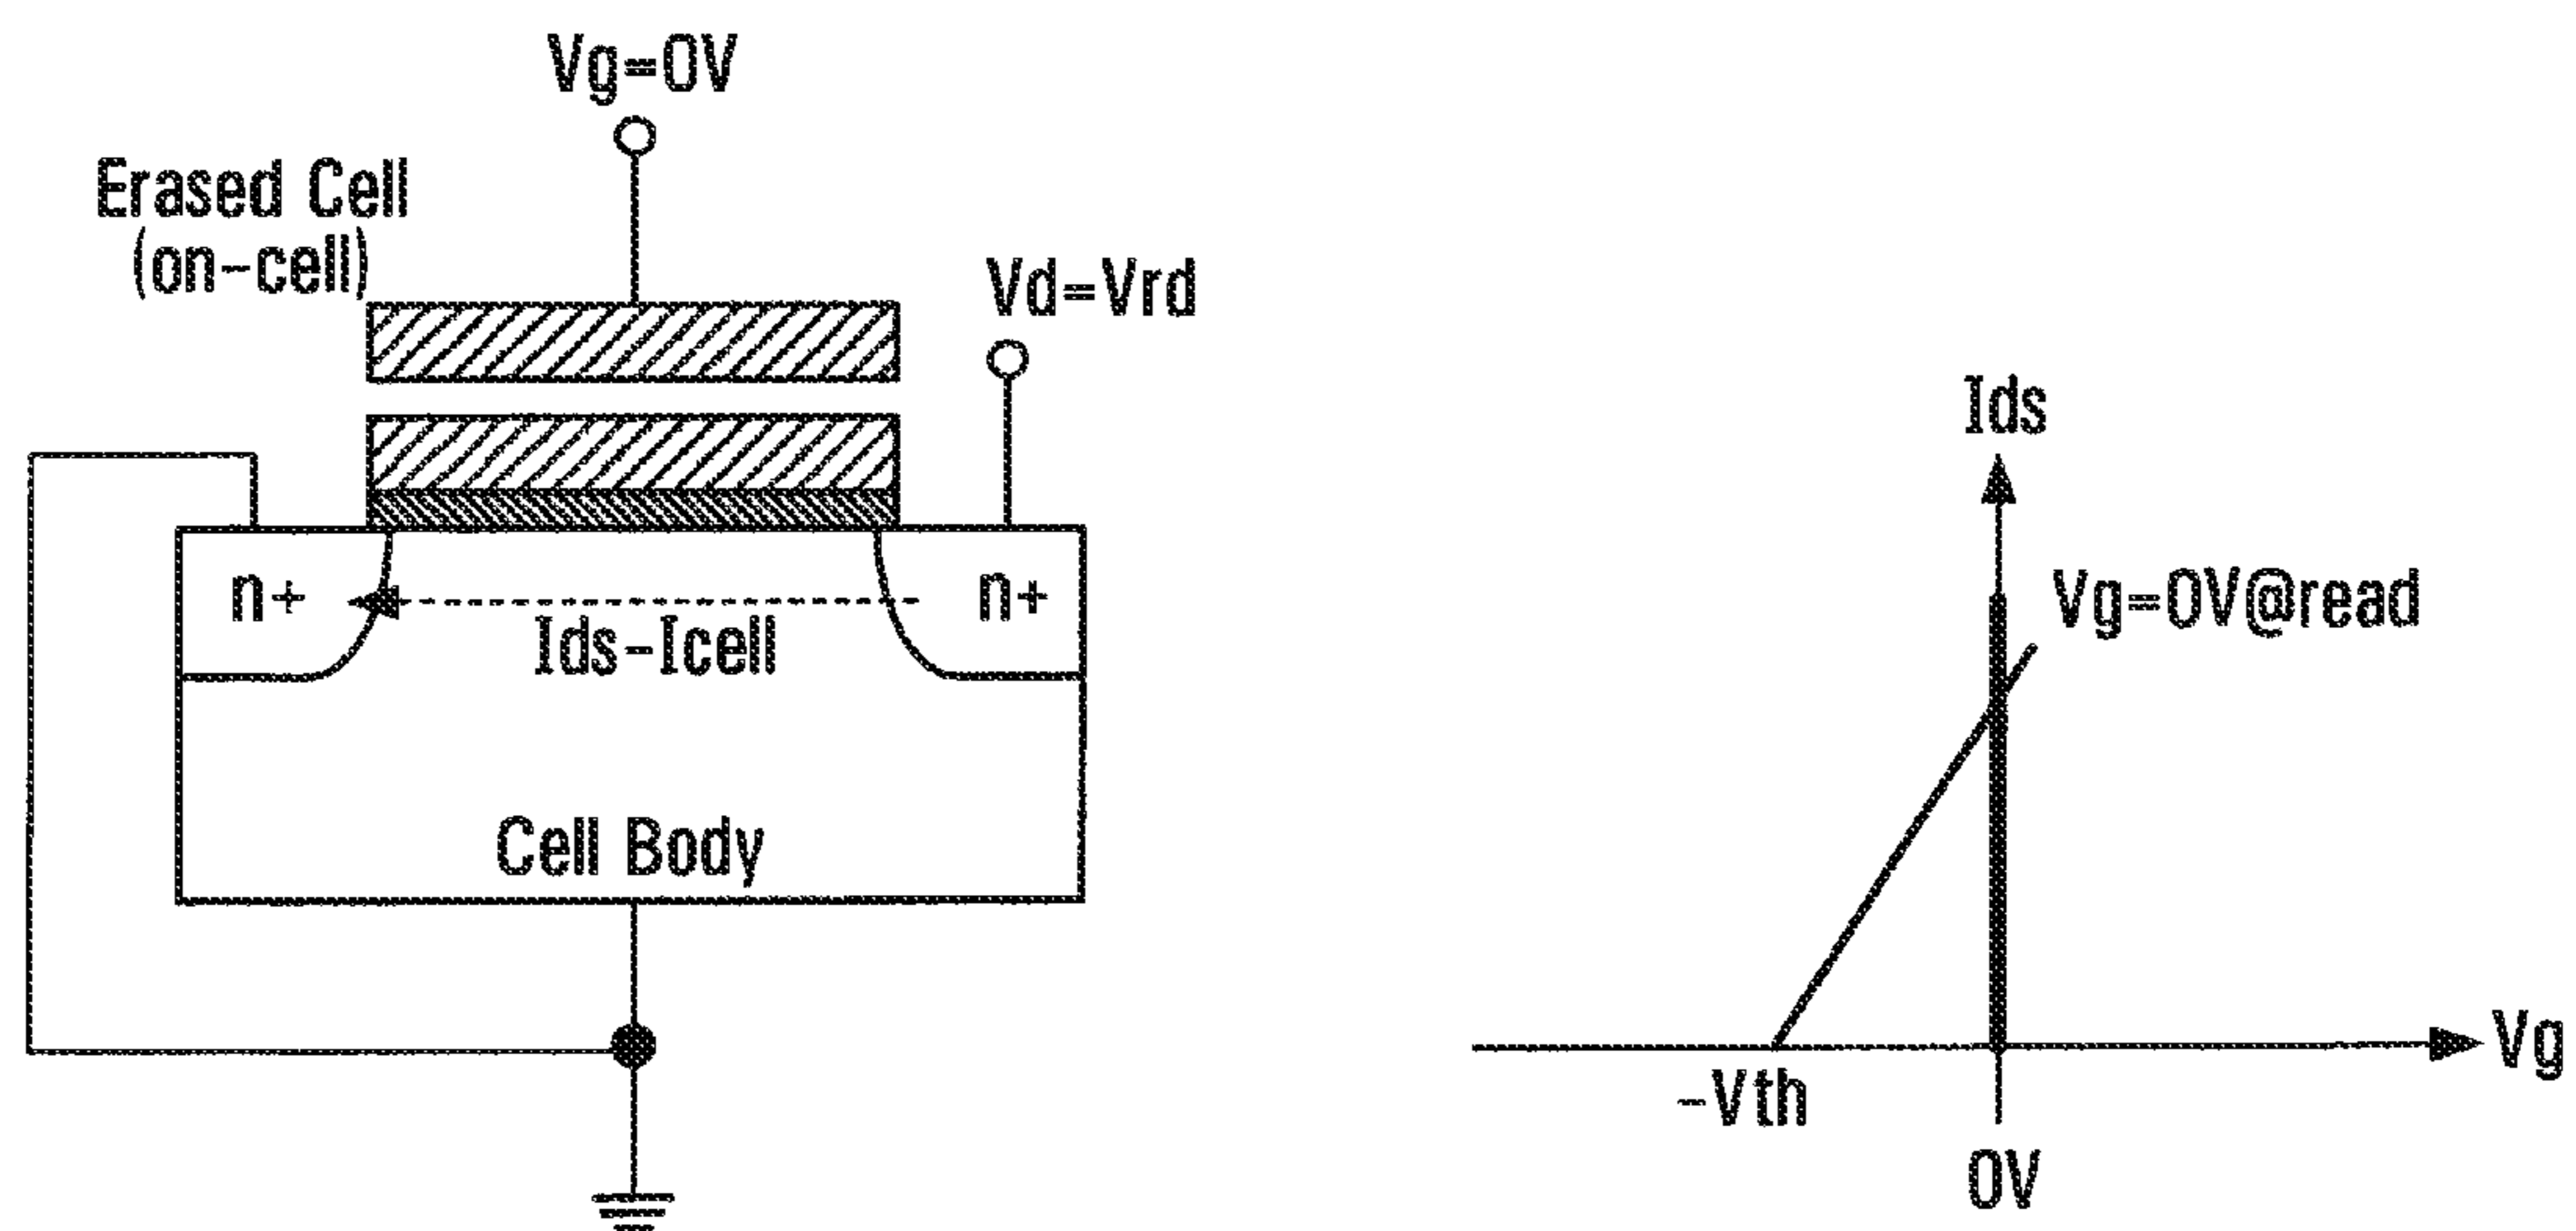 Vg=0V
Erased Cell
(on-cell)
Vd=Vrd
n+
n+
Ids-Icell
Cell Body
Ids
Vg=0V@read
Vg
-Vth
0V